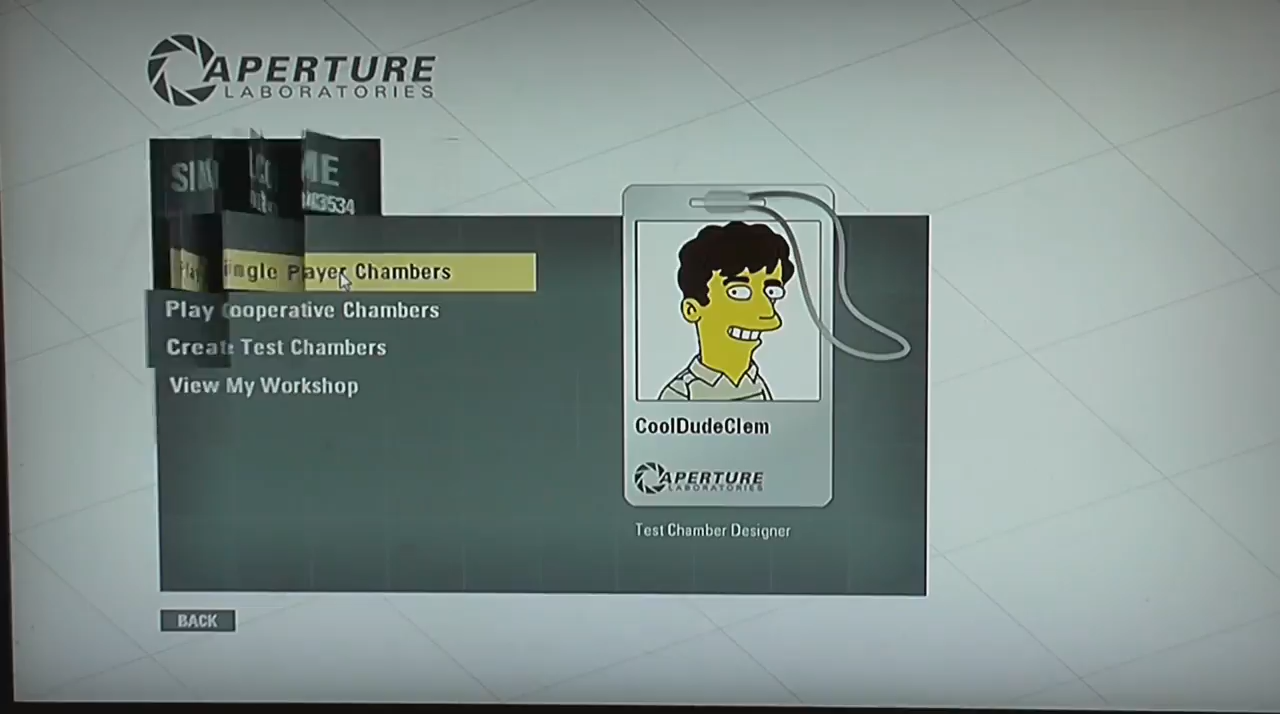 APERTURE
LABORATORIES
ME
Single Player Chambers
Play Cooperative Chambers
Create Test Chambers
View My Workshop
CoolDudeClem
APERTURE
LABORATORIES
Test Chamber Designer
BACK